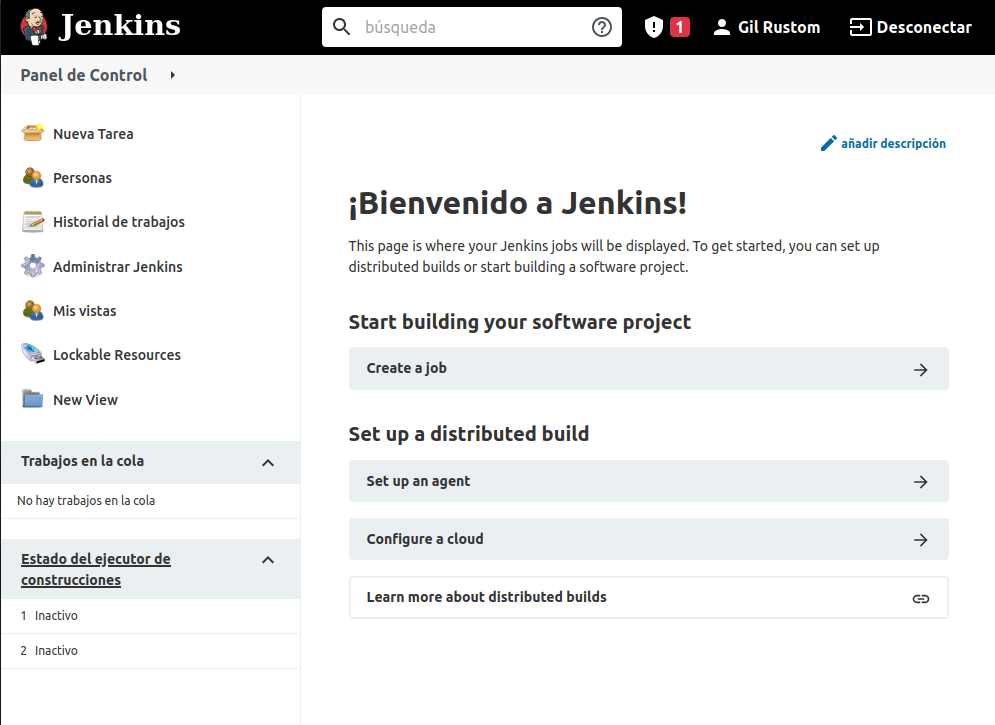 Jenkins
búsqueda
1
Gil Rustom
Desconectar
Panel de Control
Nueva Tarea
Personas
Historial de trabajos
Administrar Jenkins
Mis vistas
Lockable Resources
New View
Trabajos en la cola
No hay trabajos en la cola
Estado del ejecutor de
construcciones
1 Inactivo
2 Inactivo
añadir descripción
¡Bienvenido a Jenkins!
This page is where your Jenkins jobs will be displayed. To get started, you can set up
distributed builds or start building a software project.
Start building your software project
Create a job
Set up a distributed build
Set up an agent
Configure a cloud
Learn more about distributed builds